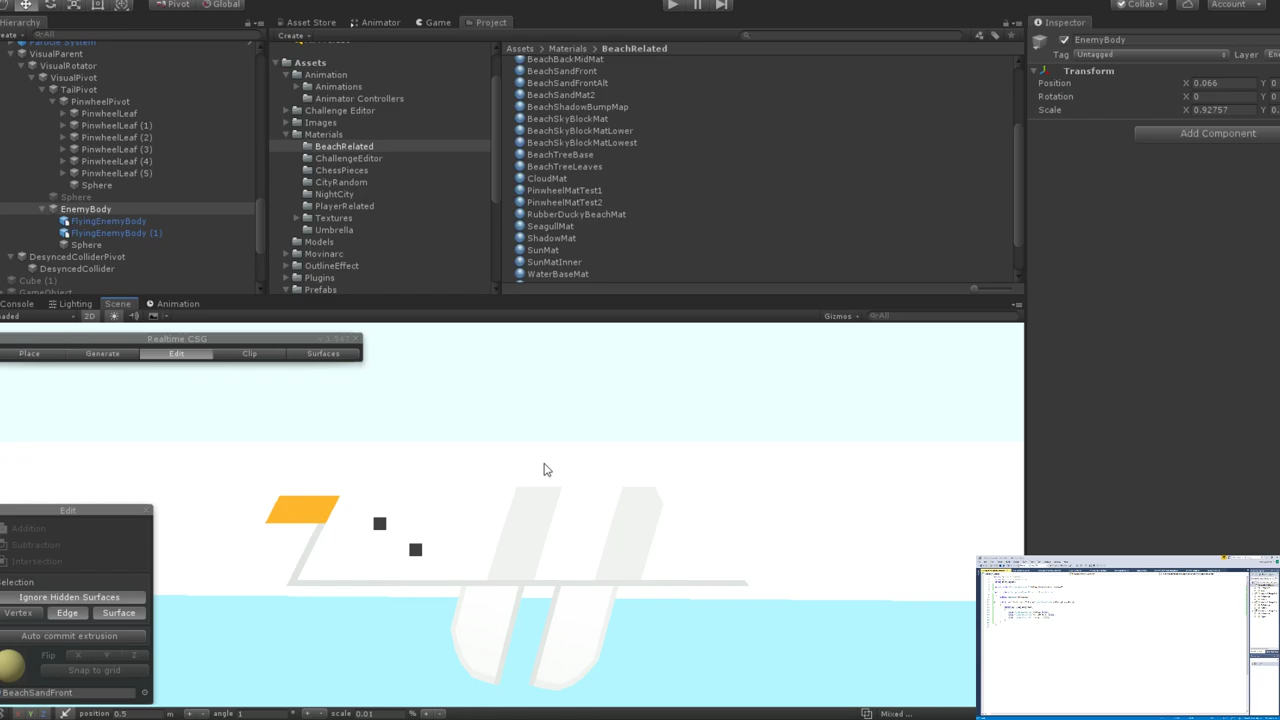 Pivot Global Collab Account
Hierarchy Asset Store Animator Game Project Inspector
Create All Create
Particle System
VisualParent
VisualRotator
VisualPivot
TailPivot
PinwheelPivot
PinwheelLeaf
PinwheelLeaf (1)
PinwheelLeaf (2)
PinwheelLeaf (3)
PinwheelLeaf (4)
PinwheelLeaf (5)
Sphere
Sphere
EnemyBody
FlyingEnemyBody
FlyingEnemyBody (1)
Sphere
DesyncedColliderPivot
DesyncedCollider
Cube (1)
GameObject
Assets
Animation
Animations
Animator Controllers
Challenge Editor
Images
Materials
BeachRelated
ChallengeEditor
ChessPieces
CityRandom
NightCity
PlayerRelated
Textures
Umbrella
Models
Movinarc
OutlineEffect
Plugins
Prefabs
Assets Materials BeachRelated
BeachBackMidMat
BeachSandFront
BeachSandFrontAlt
BeachSandMat2
BeachShadowBumpMap
BeachSkyBlockMat
BeachSkyBlockMatLower
BeachSkyBlockMatLowest
BeachTreeBase
BeachTreeLeaves
CloudMat
PinwheelMatTest1
PinwheelMatTest2
RubberDuckyBeachMat
SeagullMat
ShadowMat
SunMat
SunMatInner
WaterBaseMat
EnemyBody
Tag Untagged Layer
Transform
Position X 0.066 Y
Rotation X 0 Y
Scale X 0.92757 Y
Add Component
Console Lighting Scene Animation
2D Gizmos All
Realtime CSG v 1.567
Place Generate Edit Clip Surfaces
Edit
Addition
Subtraction
Intersection
Selection
Ignore Hidden Surfaces
Vertex Edge Surface
Auto commit extrusion
Flip X Y Z
Snap to grid
BeachSandFront
X Y Z position 0.5 m - + angle 1 ° - + scale 0.01 % - + Mixed ...